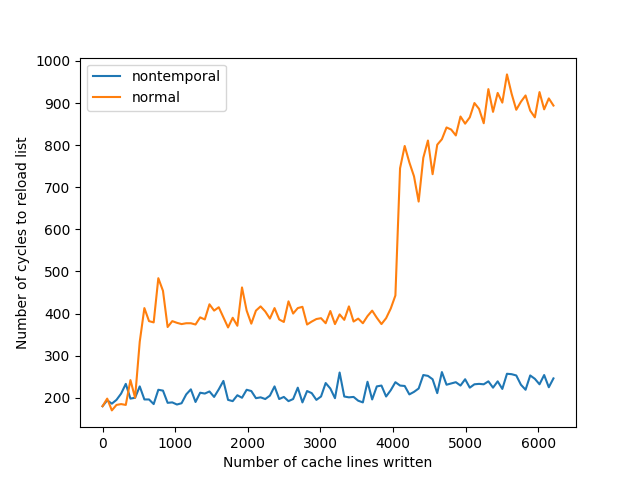 nontemporal
normal
Number of cycles to reload list
1000
900
800
700
600
500
400
300
200
0 1000 2000 3000 4000 5000 6000
Number of cache lines written